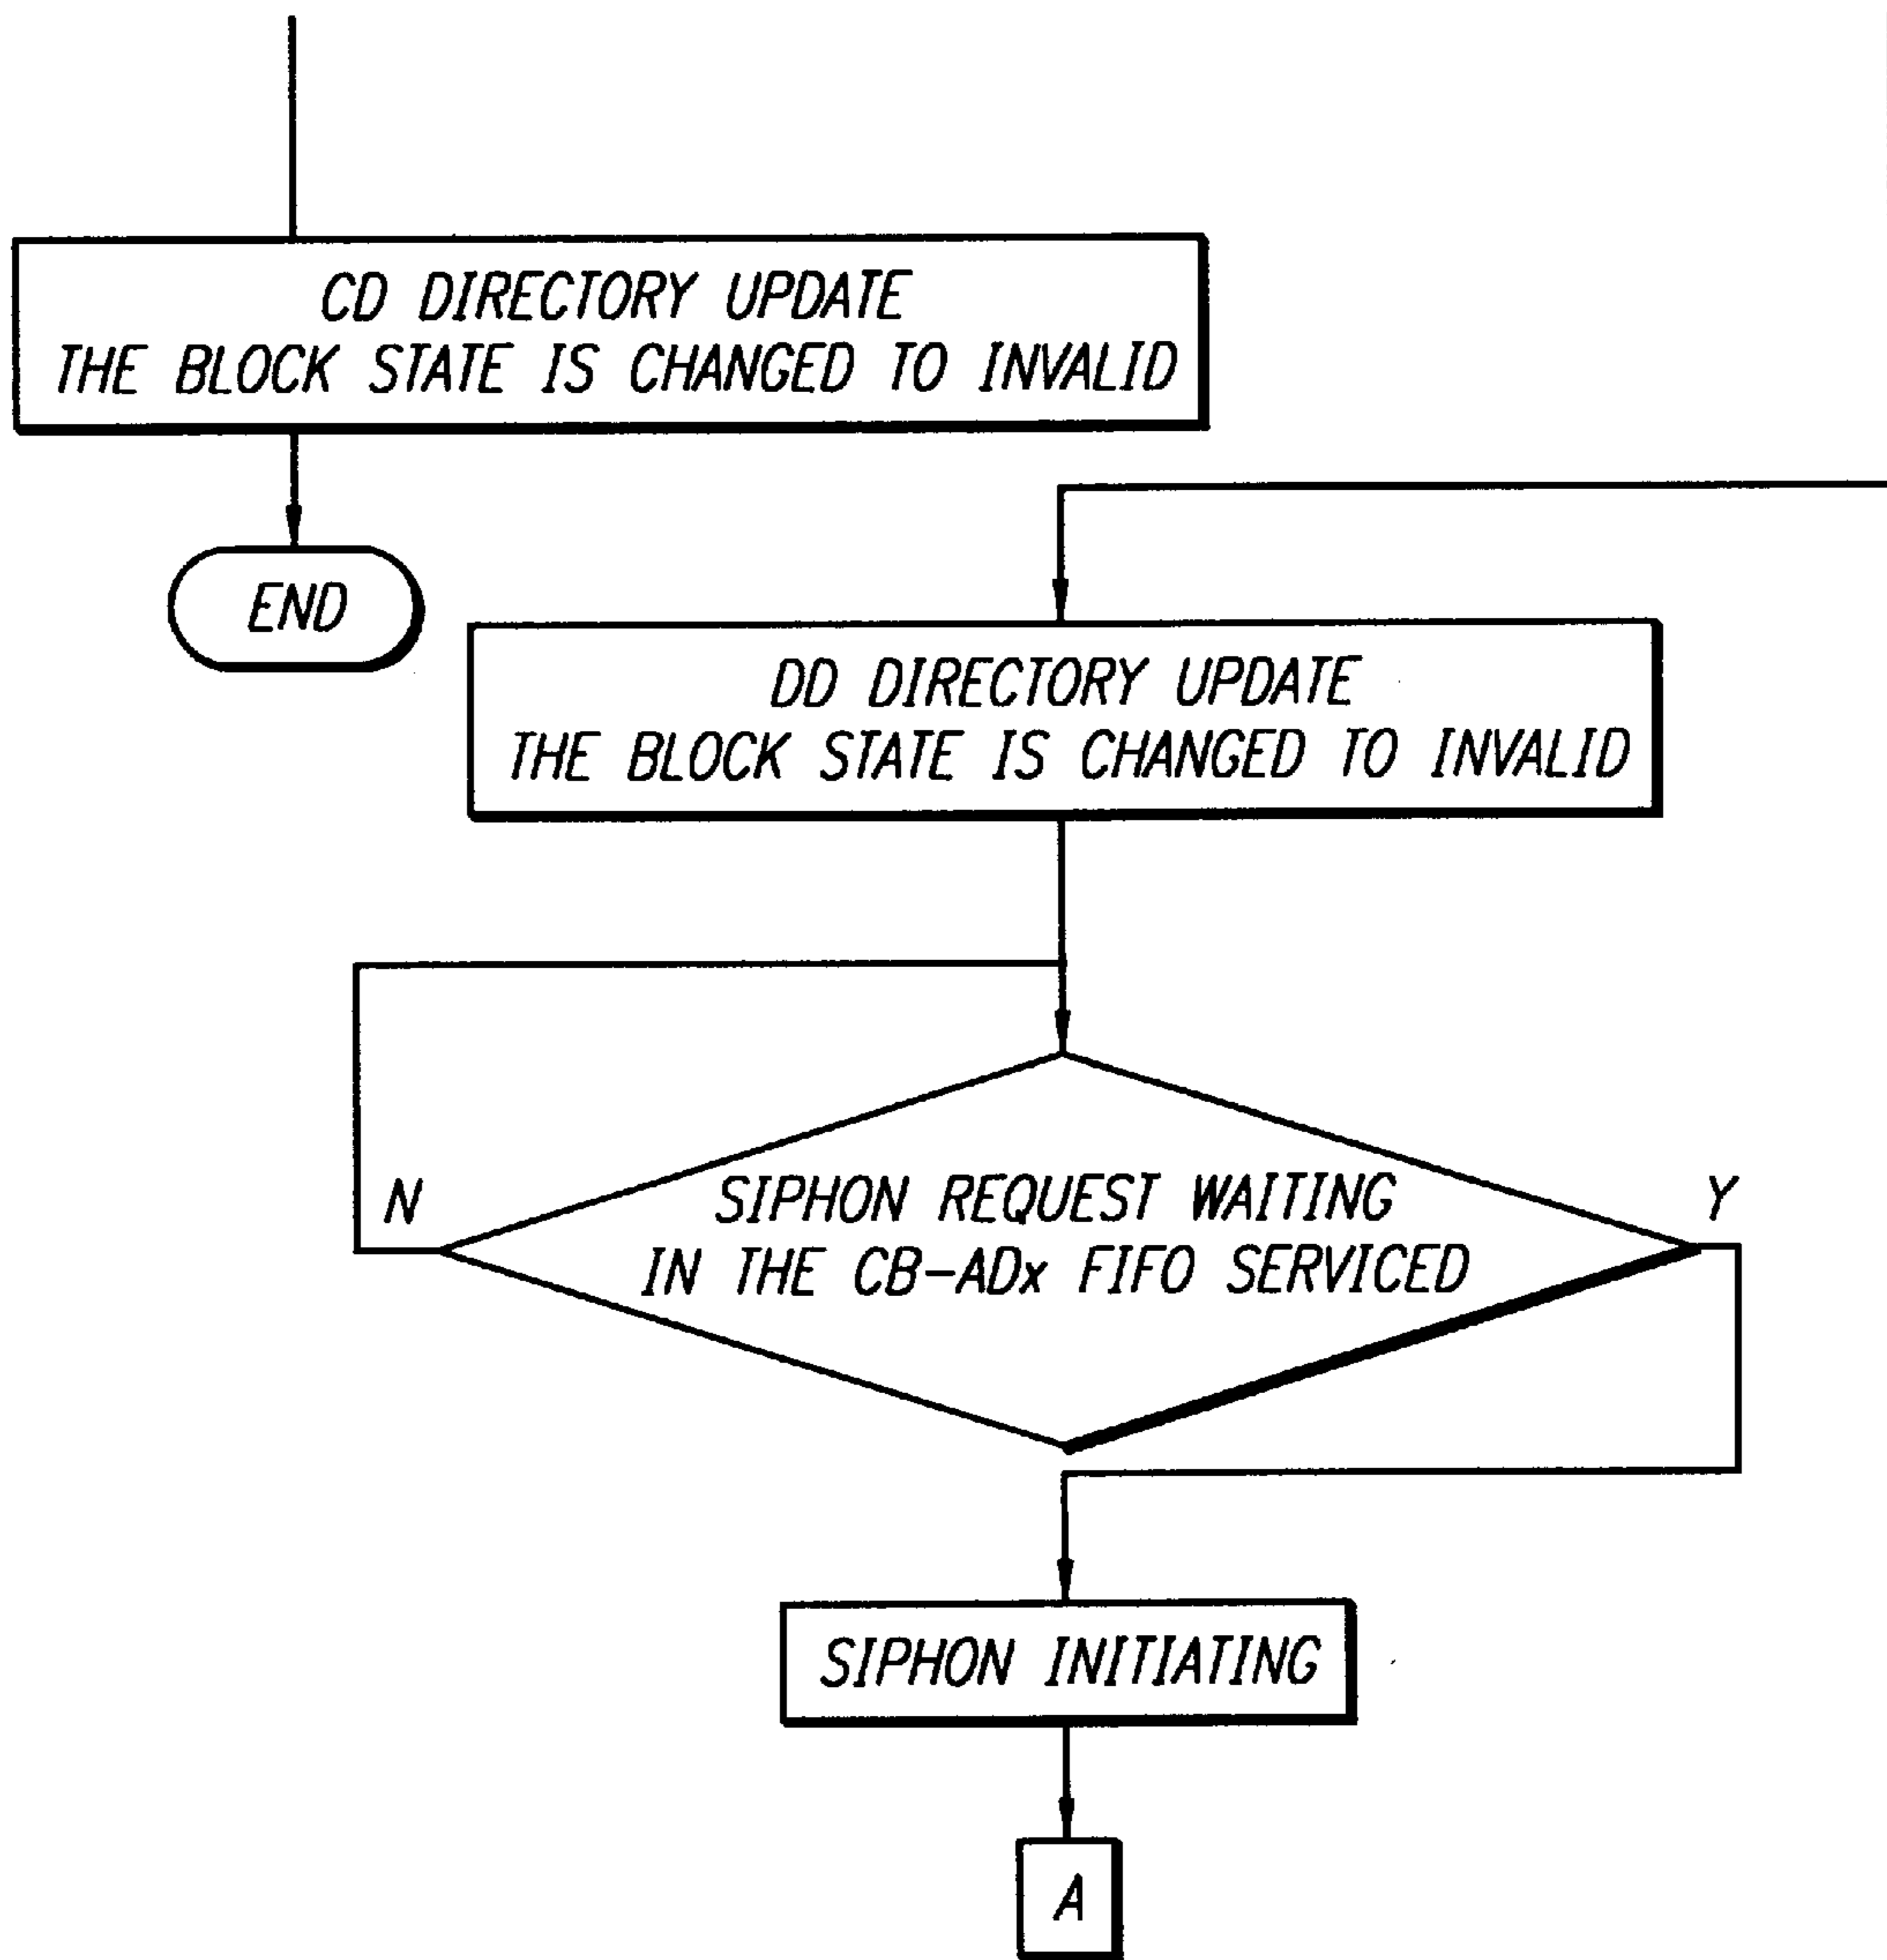 CD DIRECTORY UPDATE
THE BLOCK STATE IS CHANGED TO INVALID
END
DD DIRECTORY UPDATE
THE BLOCK STATE IS CHANGED TO INVALID
N
SIPHON REQUEST WAITING
IN THE CB-ADx FIFO SERVICED
Y
SIPHON INITIATING
A